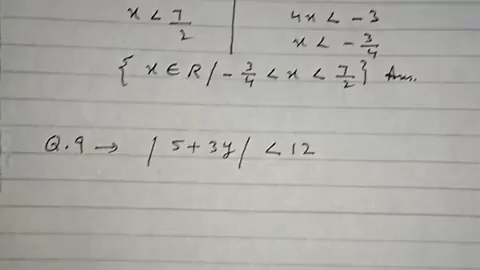 x < 7/2 | 4x < - 3
x < - 3/4
{ x ∈ R / - 3/4 < x < 7/2 } Ans.
Q.9 → | 5 + 3y | < 12